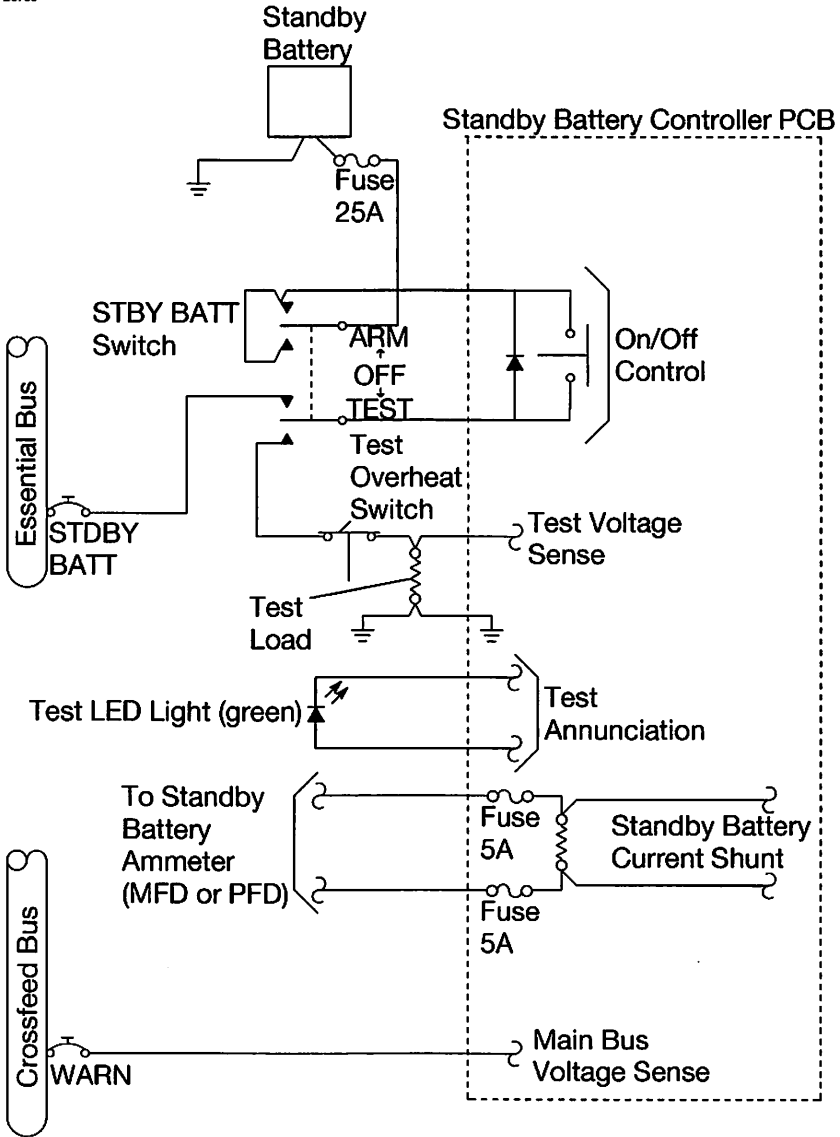 Standby
Battery
Standby Battery Controller PCB
Fuse
25A
STBY BATT
Switch
ARM
OFF
TEST
On/Off
Control
Essential Bus
STDBY
BATT
Test
Overheat
Switch
Test Voltage
Sense
Test
Load
Test LED Light (green)
Test
Annunciation
To Standby
Battery
Ammeter
(MFD or PFD)
Fuse
5A
Fuse
5A
Standby Battery
Current Shunt
Crossfeed Bus
WARN
Main Bus
Voltage Sense